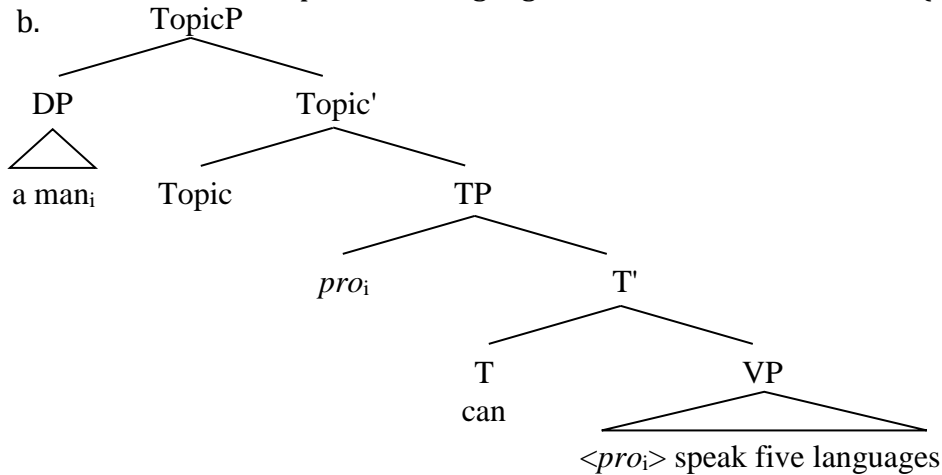 b.
TopicP
DP Topic'
a manᵢ Topic TP
proᵢ T'
T VP
can
<proᵢ> speak five languages